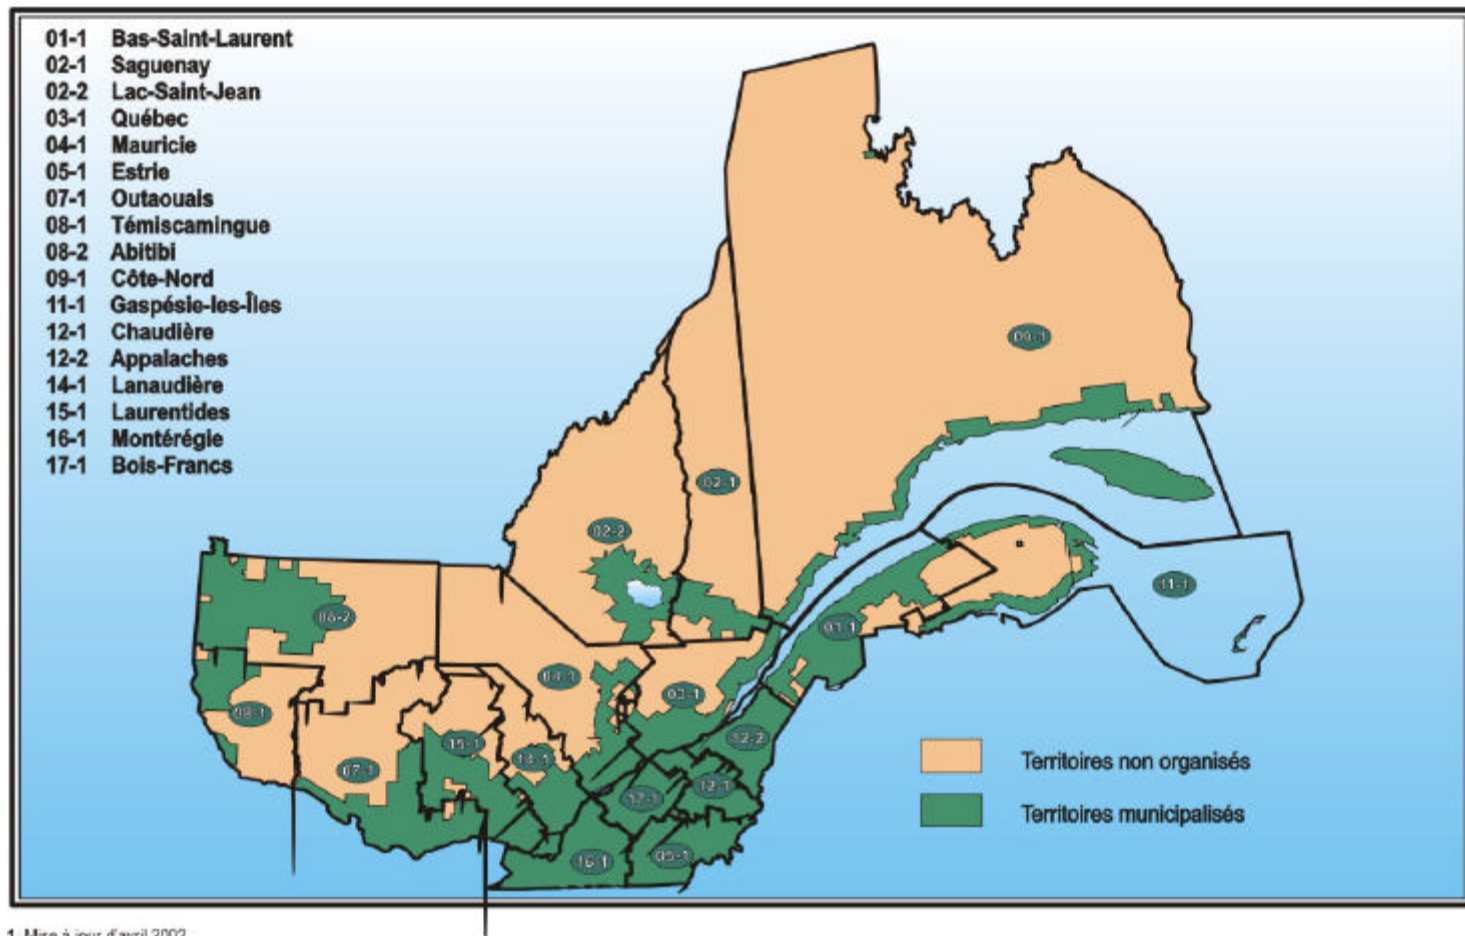 01-1 Bas-Saint-Laurent
02-1 Saguenay
02-2 Lac-Saint-Jean
03-1 Québec
04-1 Mauricie
05-1 Estrie
07-1 Outaouais
08-1 Témiscamingue
08-2 Abitibi
09-1 Côte-Nord
11-1 Gaspésie-les-Îles
12-1 Chaudière
12-2 Appalaches
14-1 Lanaudière
15-1 Laurentides
16-1 Montérégie
17-1 Bois-Francs
09-1
02-1
02-2
11-1
08-2
01-1
04-1
03-1
08-1
12-2
15-1
14-1
07-1
12-1
17-1
16-1
05-1
Territoires non organisés
Territoires municipalisés
1 Mise à jour d'avril 2002